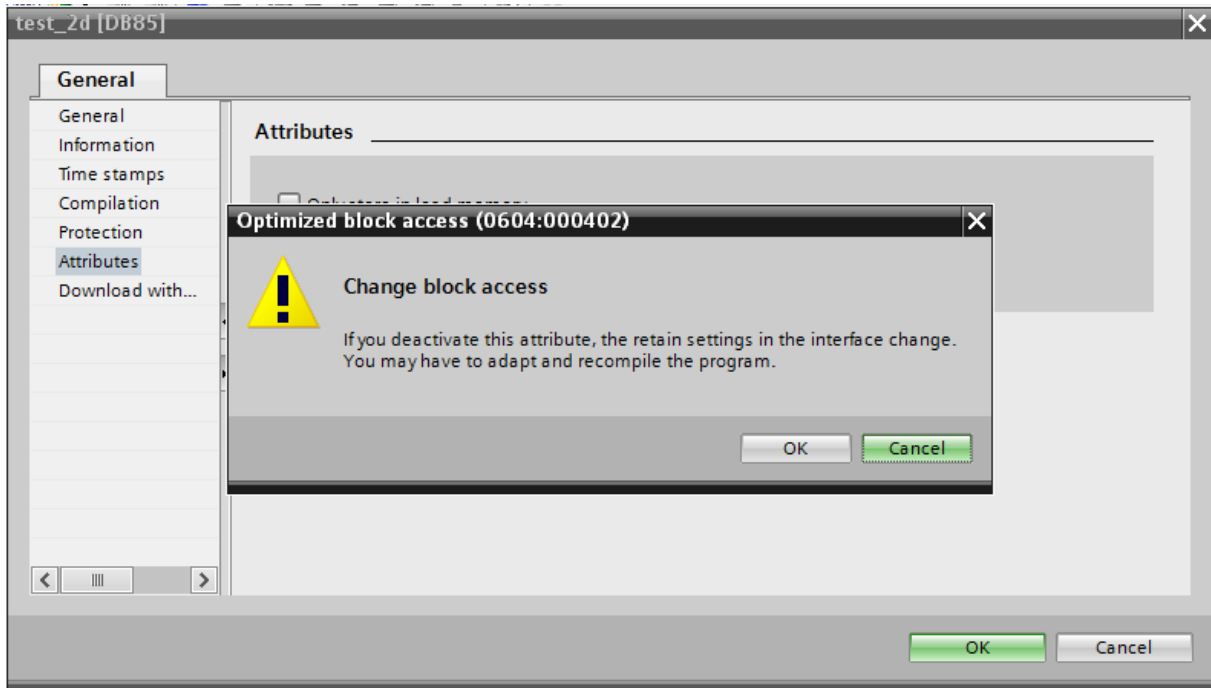 test_2d [DB85]
General
General
Information
Time stamps
Compilation
Protection
Attributes
Download with...
Attributes
Optimized block access (0604:000402)
Change block access
If you deactivate this attribute, the retain settings in the interface change.
You may have to adapt and recompile the program.
OK
Cancel
OK
Cancel